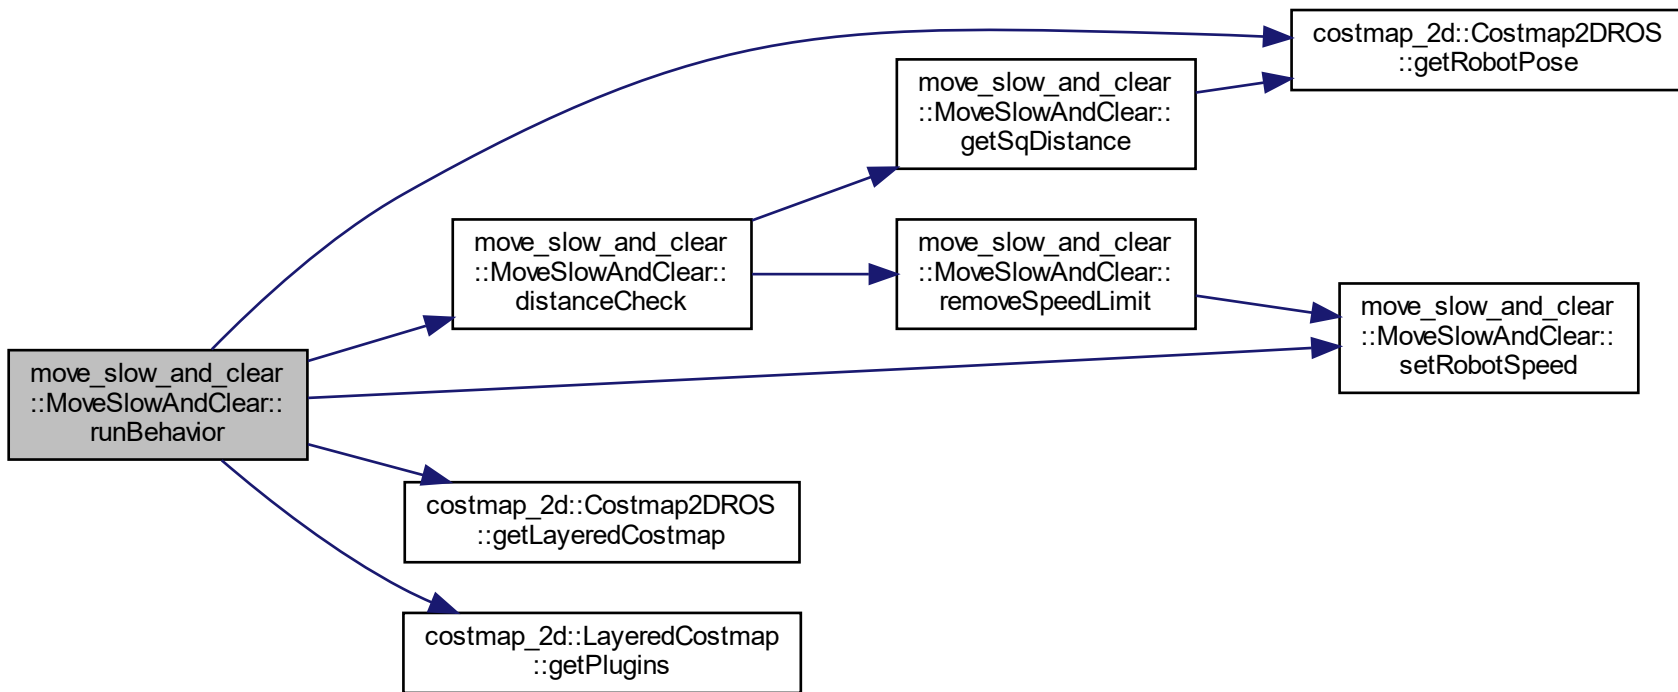 costmap_2d::Costmap2DROS
::getRobotPose
move_slow_and_clear
::MoveSlowAndClear::
getSqDistance
move_slow_and_clear
::MoveSlowAndClear::
distanceCheck
move_slow_and_clear
::MoveSlowAndClear::
removeSpeedLimit
move_slow_and_clear
::MoveSlowAndClear::
setRobotSpeed
move_slow_and_clear
::MoveSlowAndClear::
runBehavior
costmap_2d::Costmap2DROS
::getLayeredCostmap
costmap_2d::LayeredCostmap
::getPlugins